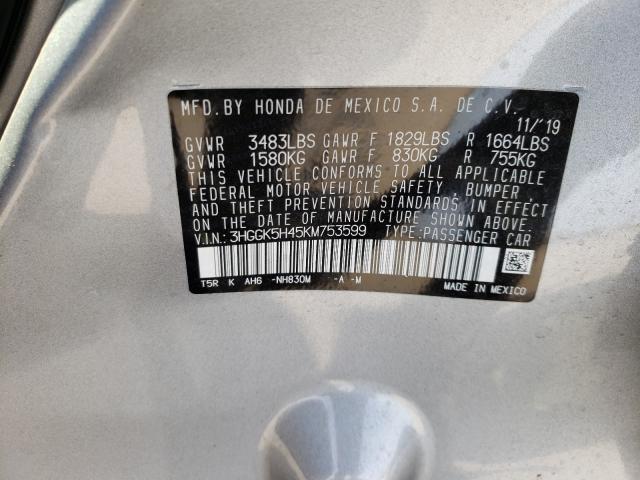 MFD. BY HONDA DE MEXICO S.A. DE C.V.
11/'19
GVWR 3483LBS GAWR F 1829LBS R 1664LBS
GVWR 1580KG GAWR F 830KG R 755KG
THIS VEHICLE CONFORMS TO ALL APPLICABLE
FEDERAL MOTOR VEHICLE SAFETY, BUMPER
AND THEFT PREVENTION STANDARDS IN EFFECT
ON THE DATE OF MANUFACTURE SHOWN ABOVE.
V.I.N.: 3HGGK5H45KM753599 TYPE:PASSENGER CAR
T5R K AH6 -NH830M -A -M MADE IN MEXICO